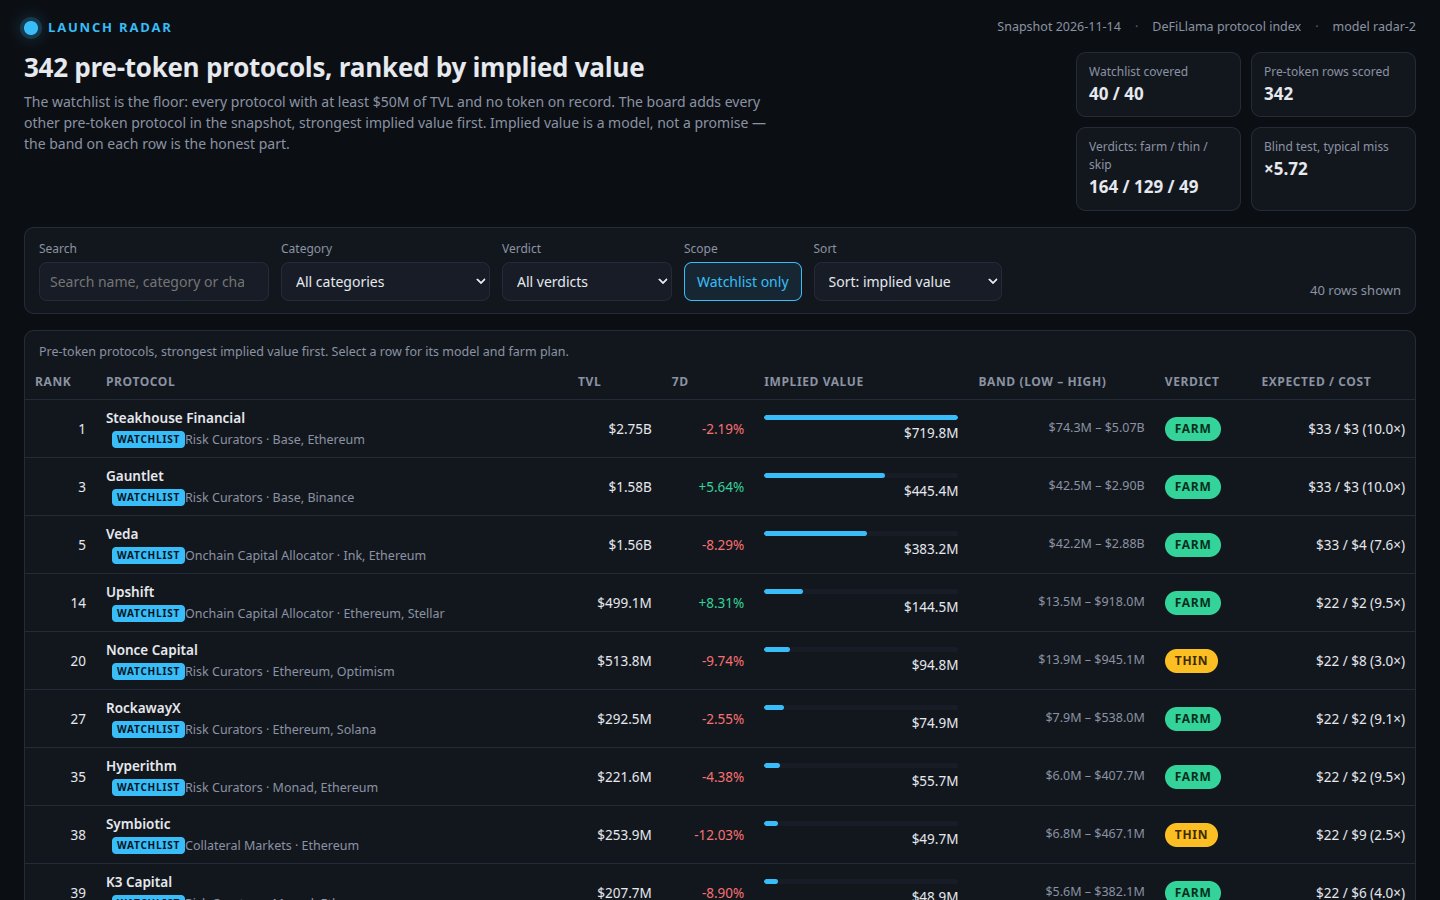 LAUNCH RADAR
Snapshot 2026-11-14 · DeFiLlama protocol index · model radar-2
342 pre-token protocols, ranked by implied value
The watchlist is the floor: every protocol with at least $50M of TVL and no token on record. The board adds every
other pre-token protocol in the snapshot, strongest implied value first. Implied value is a model, not a promise —
the band on each row is the honest part.
Watchlist covered
40 / 40
Pre-token rows scored
342
Verdicts: farm / thin /
skip
164 / 129 / 49
Blind test, typical miss
×5.72
Search Category Verdict Scope Sort
Search name, category or cha All categories All verdicts Watchlist only Sort: implied value
40 rows shown
Pre-token protocols, strongest implied value first. Select a row for its model and farm plan.
RANK PROTOCOL TVL 7D IMPLIED VALUE BAND (LOW – HIGH) VERDICT EXPECTED / COST
Steakhouse Financial
1 $2.75B -2.19% $719.8M $74.3M – $5.07B FARM $33 / $3 (10.0×)
WATCHLIST Risk Curators · Base, Ethereum
Gauntlet
3 $1.58B +5.64% $445.4M $42.5M – $2.90B FARM $33 / $3 (10.0×)
WATCHLIST Risk Curators · Base, Binance
Veda
5 $1.56B -8.29% $383.2M $42.2M – $2.88B FARM $33 / $4 (7.6×)
WATCHLIST Onchain Capital Allocator · Ink, Ethereum
Upshift
14 $499.1M +8.31% $144.5M $13.5M – $918.0M FARM $22 / $2 (9.5×)
WATCHLIST Onchain Capital Allocator · Ethereum, Stellar
Nonce Capital
20 $513.8M -9.74% $94.8M $13.9M – $945.1M THIN $22 / $8 (3.0×)
WATCHLIST Risk Curators · Ethereum, Optimism
RockawayX
27 $292.5M -2.55% $74.9M $7.9M – $538.0M FARM $22 / $2 (9.1×)
WATCHLIST Risk Curators · Ethereum, Solana
Hyperithm
35 $221.6M -4.38% $55.7M $6.0M – $407.7M FARM $22 / $2 (9.5×)
WATCHLIST Risk Curators · Monad, Ethereum
Symbiotic
38 $253.9M -12.03% $49.7M $6.8M – $467.1M THIN $22 / $9 (2.5×)
WATCHLIST Collateral Markets · Ethereum
K3 Capital
39 $207.7M -8.90% $48.9M $5.6M – $382.1M FARM $22 / $6 (4.0×)